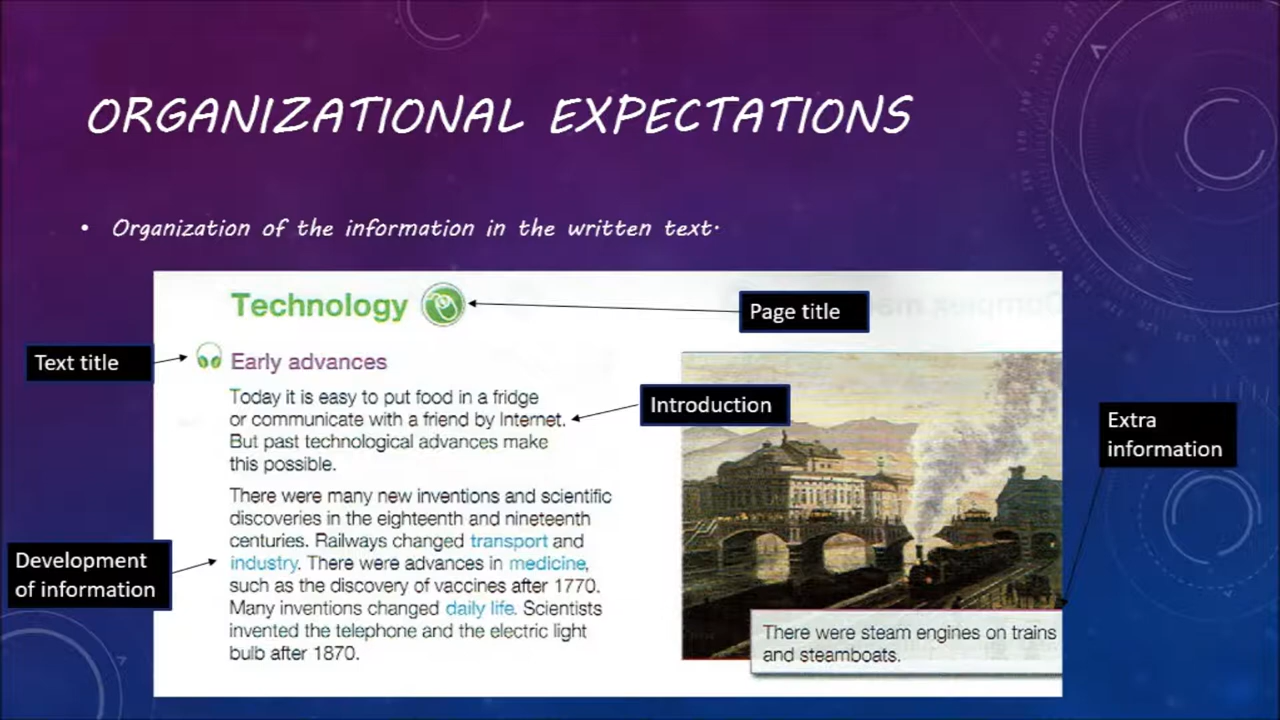 ORGANIZATIONAL EXPECTATIONS
• Organization of the information in the written text.
Technology
Page title
Text title
Early advances
Today it is easy to put food in a fridge
or communicate with a friend by Internet.
But past technological advances make
this possible.
Introduction
Extra
information
There were many new inventions and scientific
discoveries in the eighteenth and nineteenth
centuries. Railways changed transport and
industry. There were advances in medicine,
such as the discovery of vaccines after 1770.
Many inventions changed daily life. Scientists
invented the telephone and the electric light
bulb after 1870.
Development
of information
There were steam engines on trains
and steamboats.